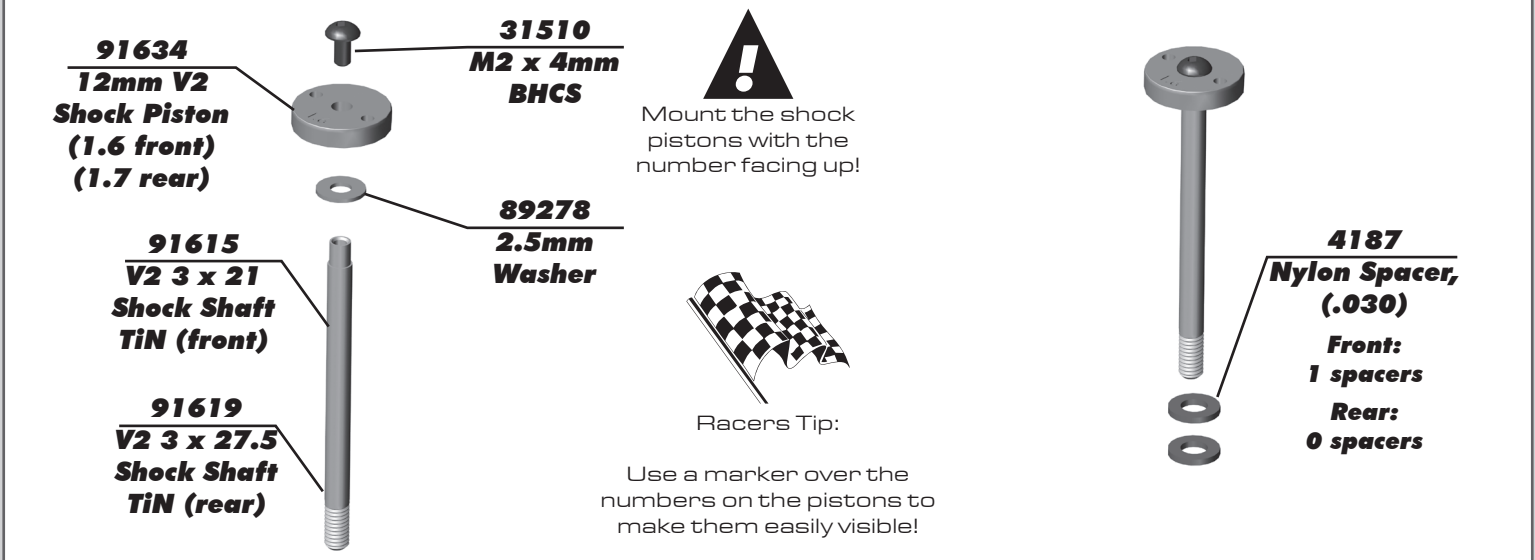 91634
12mm V2
Shock Piston
(1.6 front)
(1.7 rear)
31510
M2 x 4mm
BHCS
Mount the shock
pistons with the
number facing up!
89278
2.5mm
Washer
91615
V2 3 x 21
Shock Shaft
TiN (front)
91619
V2 3 x 27.5
Shock Shaft
TiN (rear)
Racers Tip:
Use a marker over the
numbers on the pistons to
make them easily visible!
4187
Nylon Spacer,
(.030)
Front:
1 spacers
Rear:
0 spacers